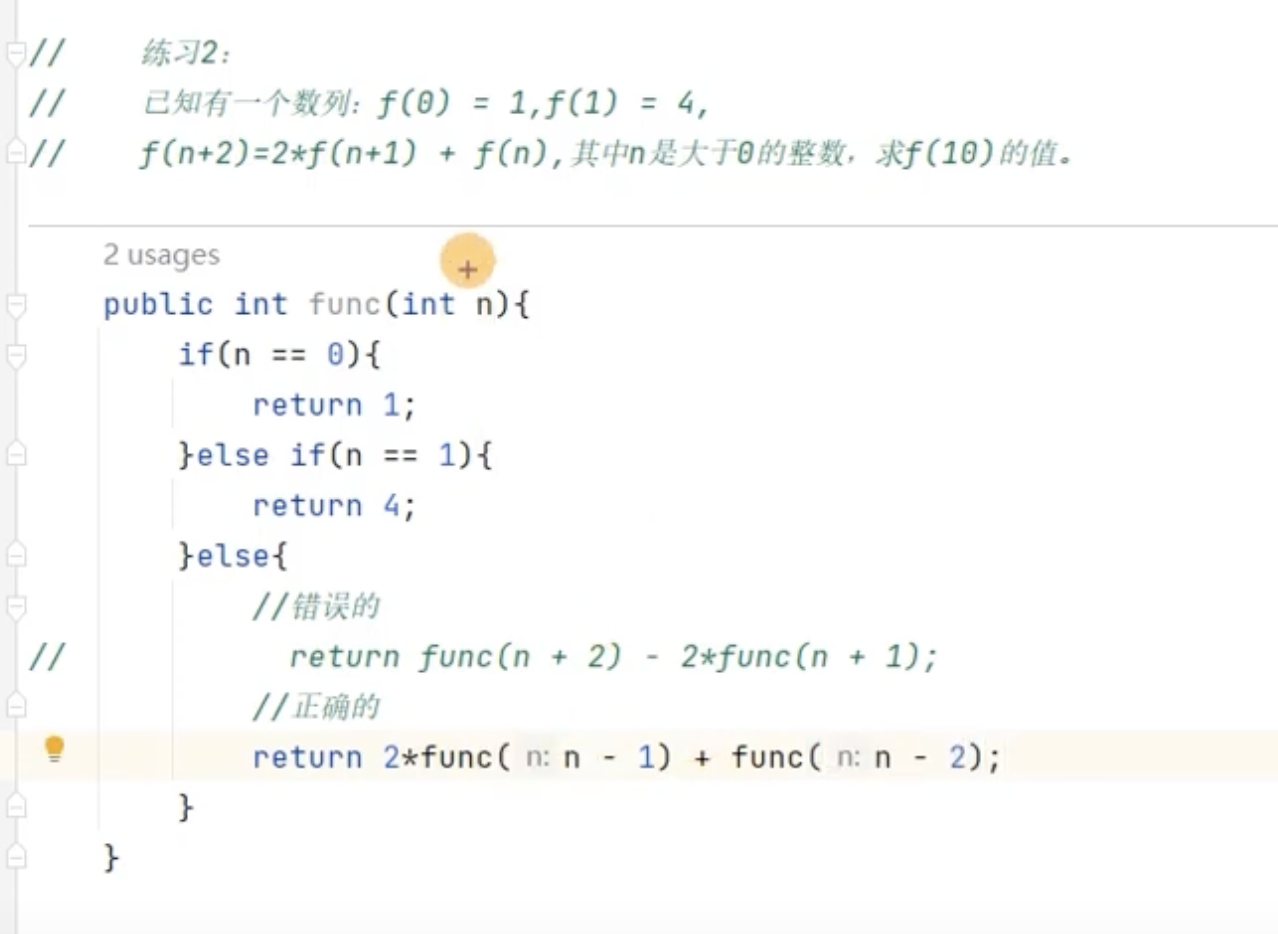 //    练习2：
//    已知有一个数列：f(0) = 1,f(1) = 4,
//    f(n+2)=2*f(n+1) + f(n),其中n是大于0的整数，求f(10)的值。
2 usages
public int func(int n){
    if(n == 0){
        return 1;
    }else if(n == 1){
        return 4;
    }else{
        //错误的
//            return func(n + 2) - 2*func(n + 1);
        //正确的
        return 2*func( n: n - 1) + func( n: n - 2);
    }
}